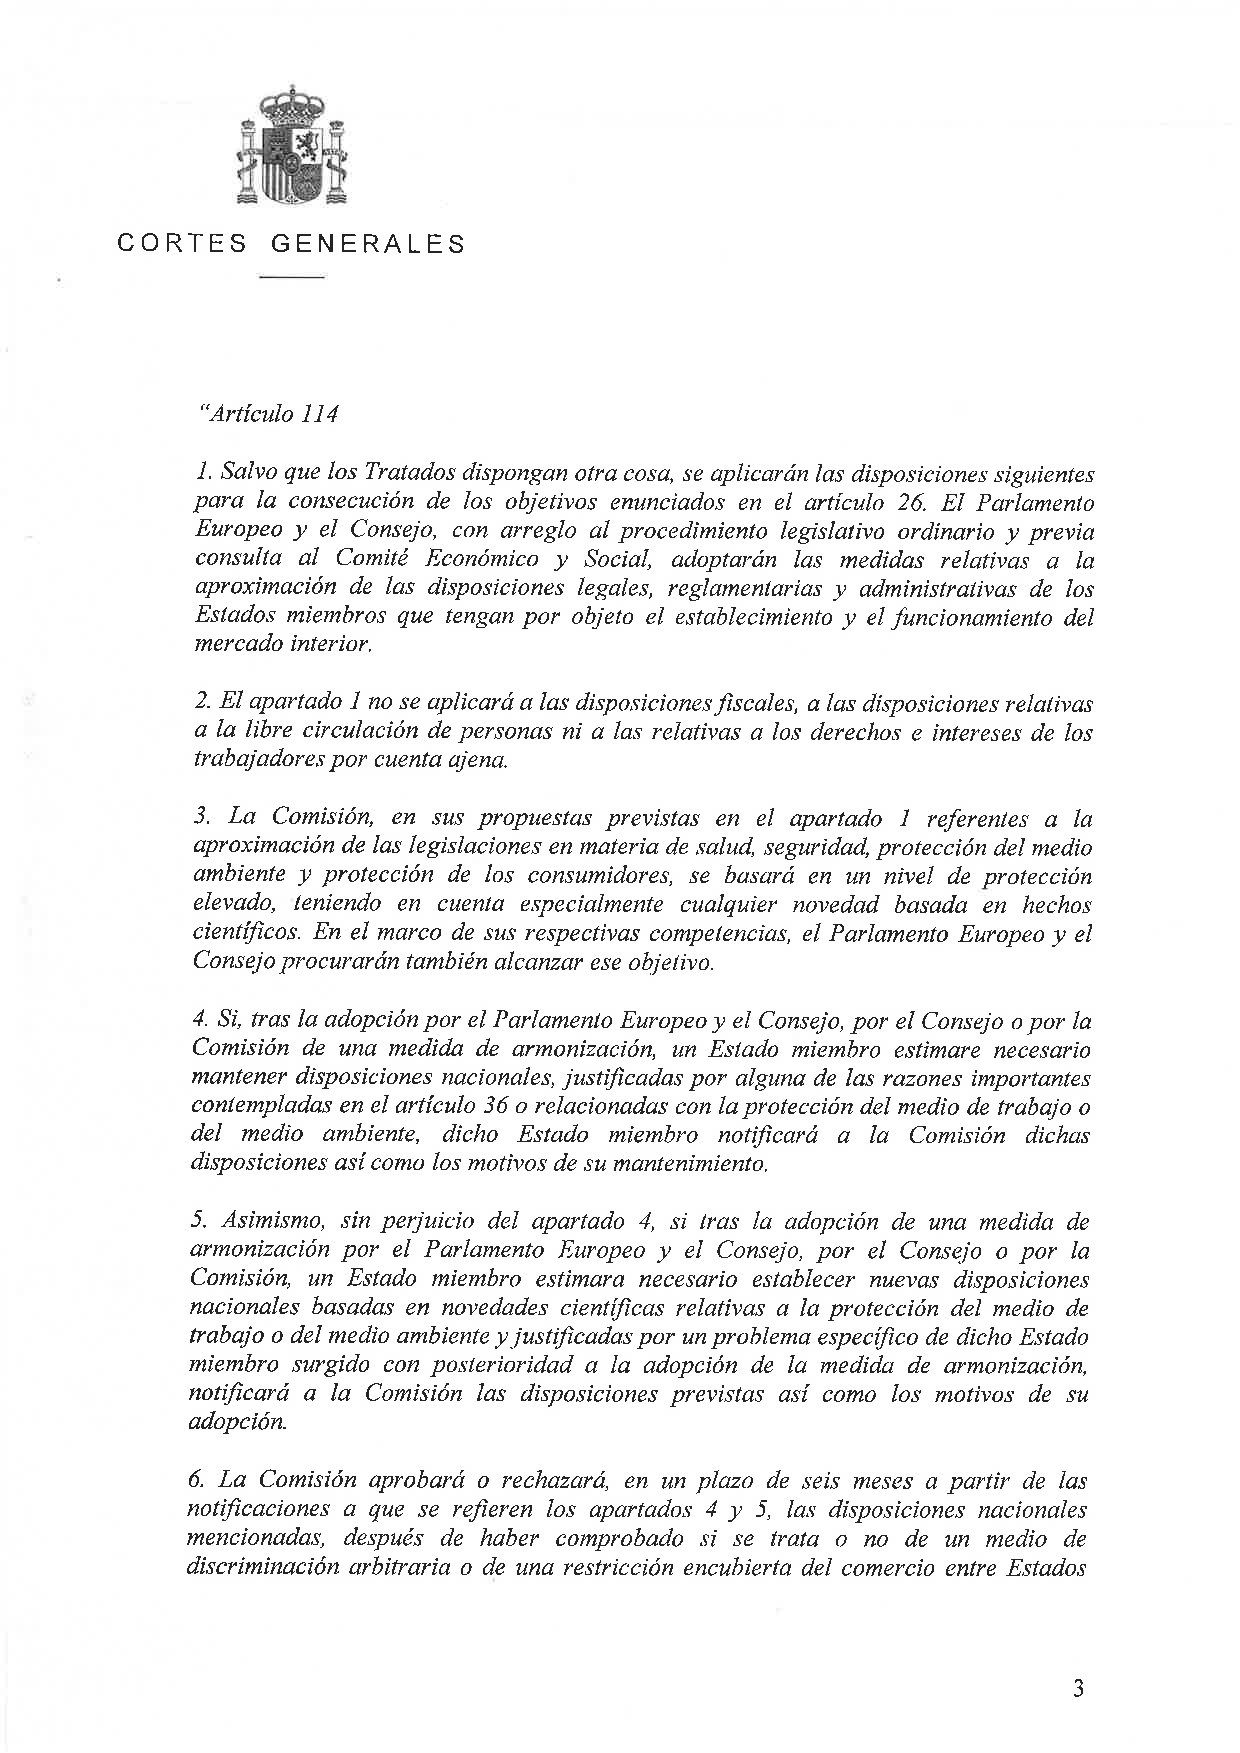 CORTES GENERALES
“Artículo 114
1. Salvo que los Tratados dispongan otra cosa, se aplicarán las disposiciones siguientes
para la consecución de los objetivos enunciados en el artículo 26. El Parlamento
Europeo y el Consejo, con arreglo al procedimiento legislativo ordinario y previa
consulta al Comité Económico y Social, adoptarán las medidas relativas a la
aproximación de las disposiciones legales, reglamentarias y administrativas de los
Estados miembros que tengan por objeto el establecimiento y el funcionamiento del
mercado interior.
2. El apartado 1 no se aplicará a las disposiciones fiscales, a las disposiciones relativas
a la libre circulación de personas ni a las relativas a los derechos e intereses de los
trabajadores por cuenta ajena.
3. La Comisión, en sus propuestas previstas en el apartado 1 referentes a la
aproximación de las legislaciones en materia de salud, seguridad, protección del medio
ambiente y protección de los consumidores, se basará en un nivel de protección
elevado, teniendo en cuenta especialmente cualquier novedad basada en hechos
científicos. En el marco de sus respectivas competencias, el Parlamento Europeo y el
Consejo procurarán también alcanzar ese objetivo.
4. Si, tras la adopción por el Parlamento Europeo y el Consejo, por el Consejo o por la
Comisión de una medida de armonización, un Estado miembro estimare necesario
mantener disposiciones nacionales, justificadas por alguna de las razones importantes
contempladas en el artículo 36 o relacionadas con la protección del medio de trabajo o
del medio ambiente, dicho Estado miembro notificará a la Comisión dichas
disposiciones así como los motivos de su mantenimiento.
5. Asimismo, sin perjuicio del apartado 4, si tras la adopción de una medida de
armonización por el Parlamento Europeo y el Consejo, por el Consejo o por la
Comisión, un Estado miembro estimara necesario establecer nuevas disposiciones
nacionales basadas en novedades científicas relativas a la protección del medio de
trabajo o del medio ambiente y justificadas por un problema específico de dicho Estado
miembro surgido con posterioridad a la adopción de la medida de armonización,
notificará a la Comisión las disposiciones previstas así como los motivos de su
adopción.
6. La Comisión aprobará o rechazará, en un plazo de seis meses a partir de las
notificaciones a que se refieren los apartados 4 y 5, las disposiciones nacionales
mencionadas, después de haber comprobado si se trata o no de un medio de
discriminación arbitraria o de una restricción encubierta del comercio entre Estados
3